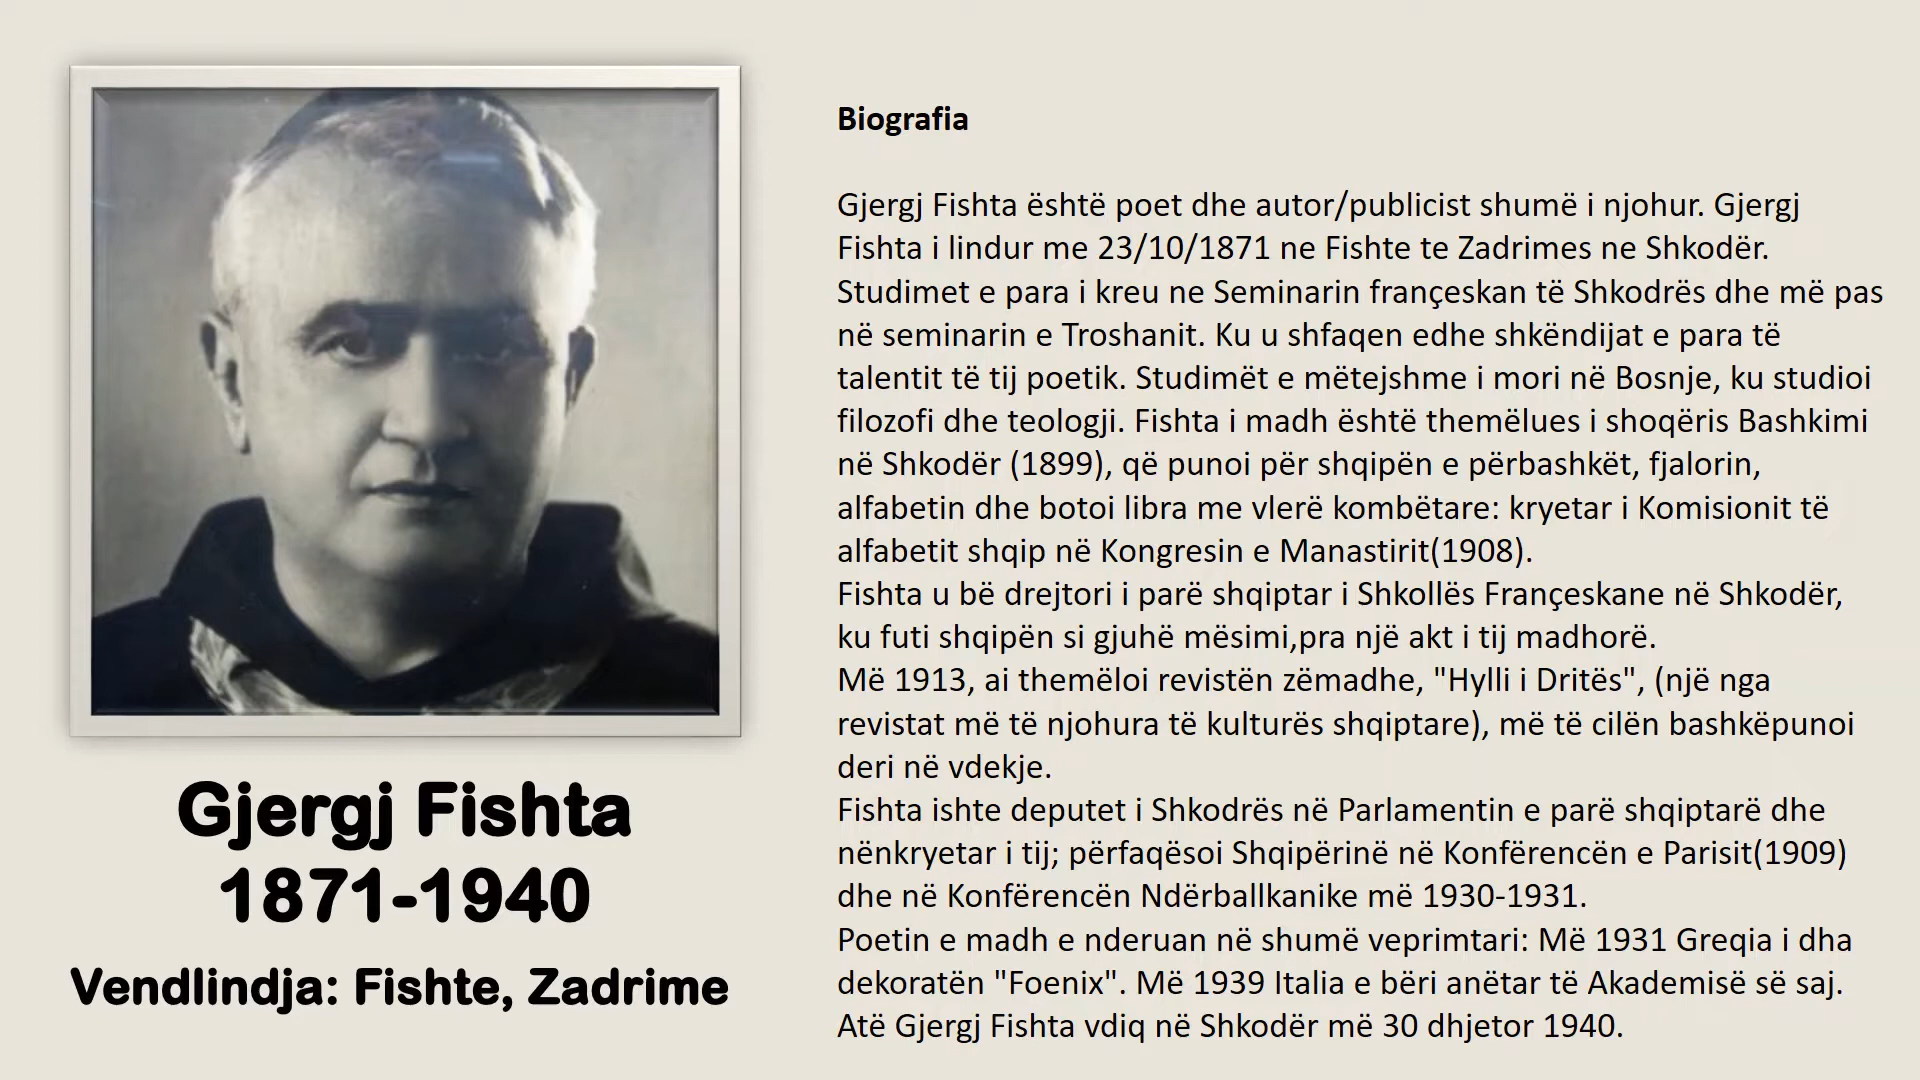 Gjergj Fishta
1871-1940
Vendlindja: Fishte, Zadrime
Biografia
Gjergj Fishta është poet dhe autor/publicist shumë i njohur. Gjergj
Fishta i lindur me 23/10/1871 ne Fishte te Zadrimes ne Shkodër.
Studimet e para i kreu ne Seminarin françeskan të Shkodrës dhe më pas
në seminarin e Troshanit. Ku u shfaqen edhe shkëndijat e para të
talentit të tij poetik. Studimët e mëtejshme i mori në Bosnje, ku studioi
filozofi dhe teologji. Fishta i madh është themëlues i shoqëris Bashkimi
në Shkodër (1899), që punoi për shqipën e përbashkët, fjalorin,
alfabetin dhe botoi libra me vlerë kombëtare: kryetar i Komisionit të
alfabetit shqip në Kongresin e Manastirit(1908).
Fishta u bë drejtori i parë shqiptar i Shkollës Françeskane në Shkodër,
ku futi shqipën si gjuhë mësimi,pra një akt i tij madhorë.
Më 1913, ai themëloi revistën zëmadhe, "Hylli i Dritës", (një nga
revistat më të njohura të kulturës shqiptare), më të cilën bashkëpunoi
deri në vdekje.
Fishta ishte deputet i Shkodrës në Parlamentin e parë shqiptarë dhe
nënkryetar i tij; përfaqësoi Shqipërinë në Konfërencën e Parisit(1909)
dhe në Konfërencën Ndërballkanike më 1930-1931.
Poetin e madh e nderuan në shumë veprimtari: Më 1931 Greqia i dha
dekoratën "Foenix". Më 1939 Italia e bëri anëtar të Akademisë së saj.
Atë Gjergj Fishta vdiq në Shkodër më 30 dhjetor 1940.